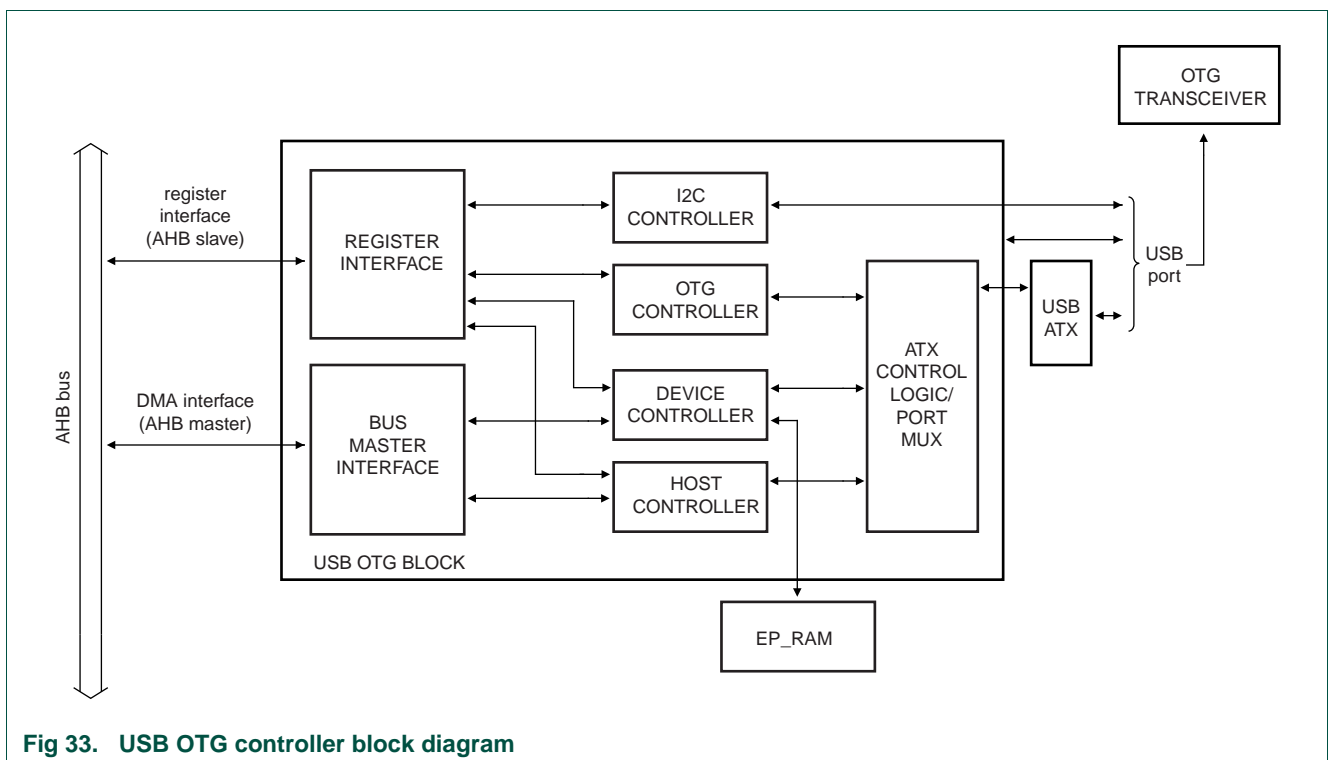 OTG
TRANSCEIVER
AHB bus
register
interface
(AHB slave)
DMA interface
(AHB master)
REGISTER
INTERFACE
BUS
MASTER
INTERFACE
I2C
CONTROLLER
OTG
CONTROLLER
DEVICE
CONTROLLER
HOST
CONTROLLER
ATX
CONTROL
LOGIC/
PORT
MUX
USB
ATX
USB
port
USB OTG BLOCK
EP_RAM
Fig 33. USB OTG controller block diagram